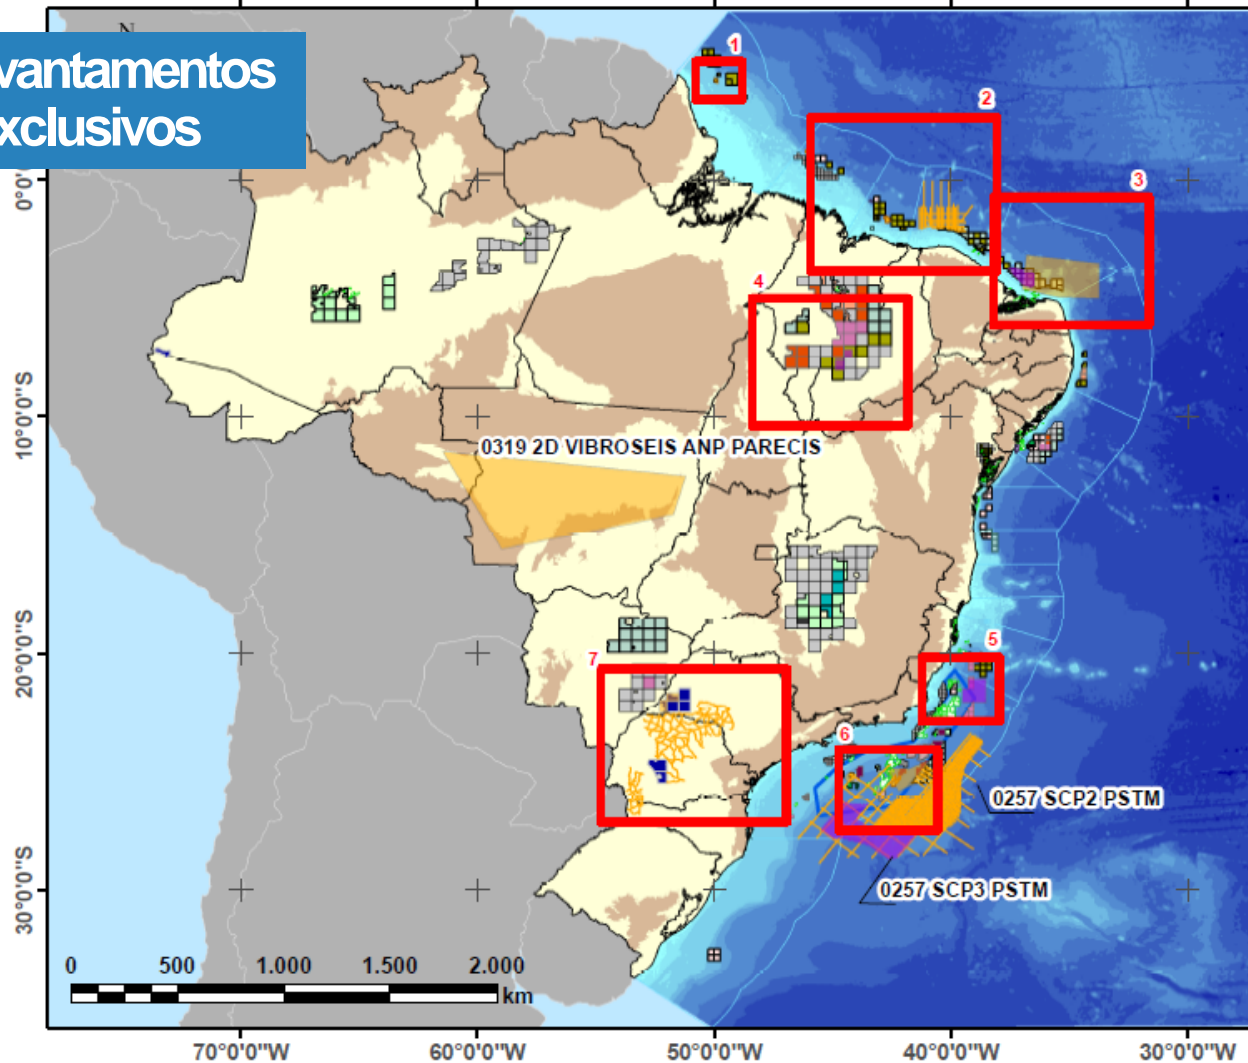 N
vantamentos
xclusivos
1
2
3
4
0319 2D VIBROSEIS ANP PARECIS
5
6
7
0257 SCP2 PSTM
0257 SCP3 PSTM
0 500 1.000 1.500 2.000
km
0°0'
10°0'0"S
20°0'0"S
30°0'0"S
70°0'0"W 60°0'0"W 50°0'0"W 40°0'0"W 30°0'0"W